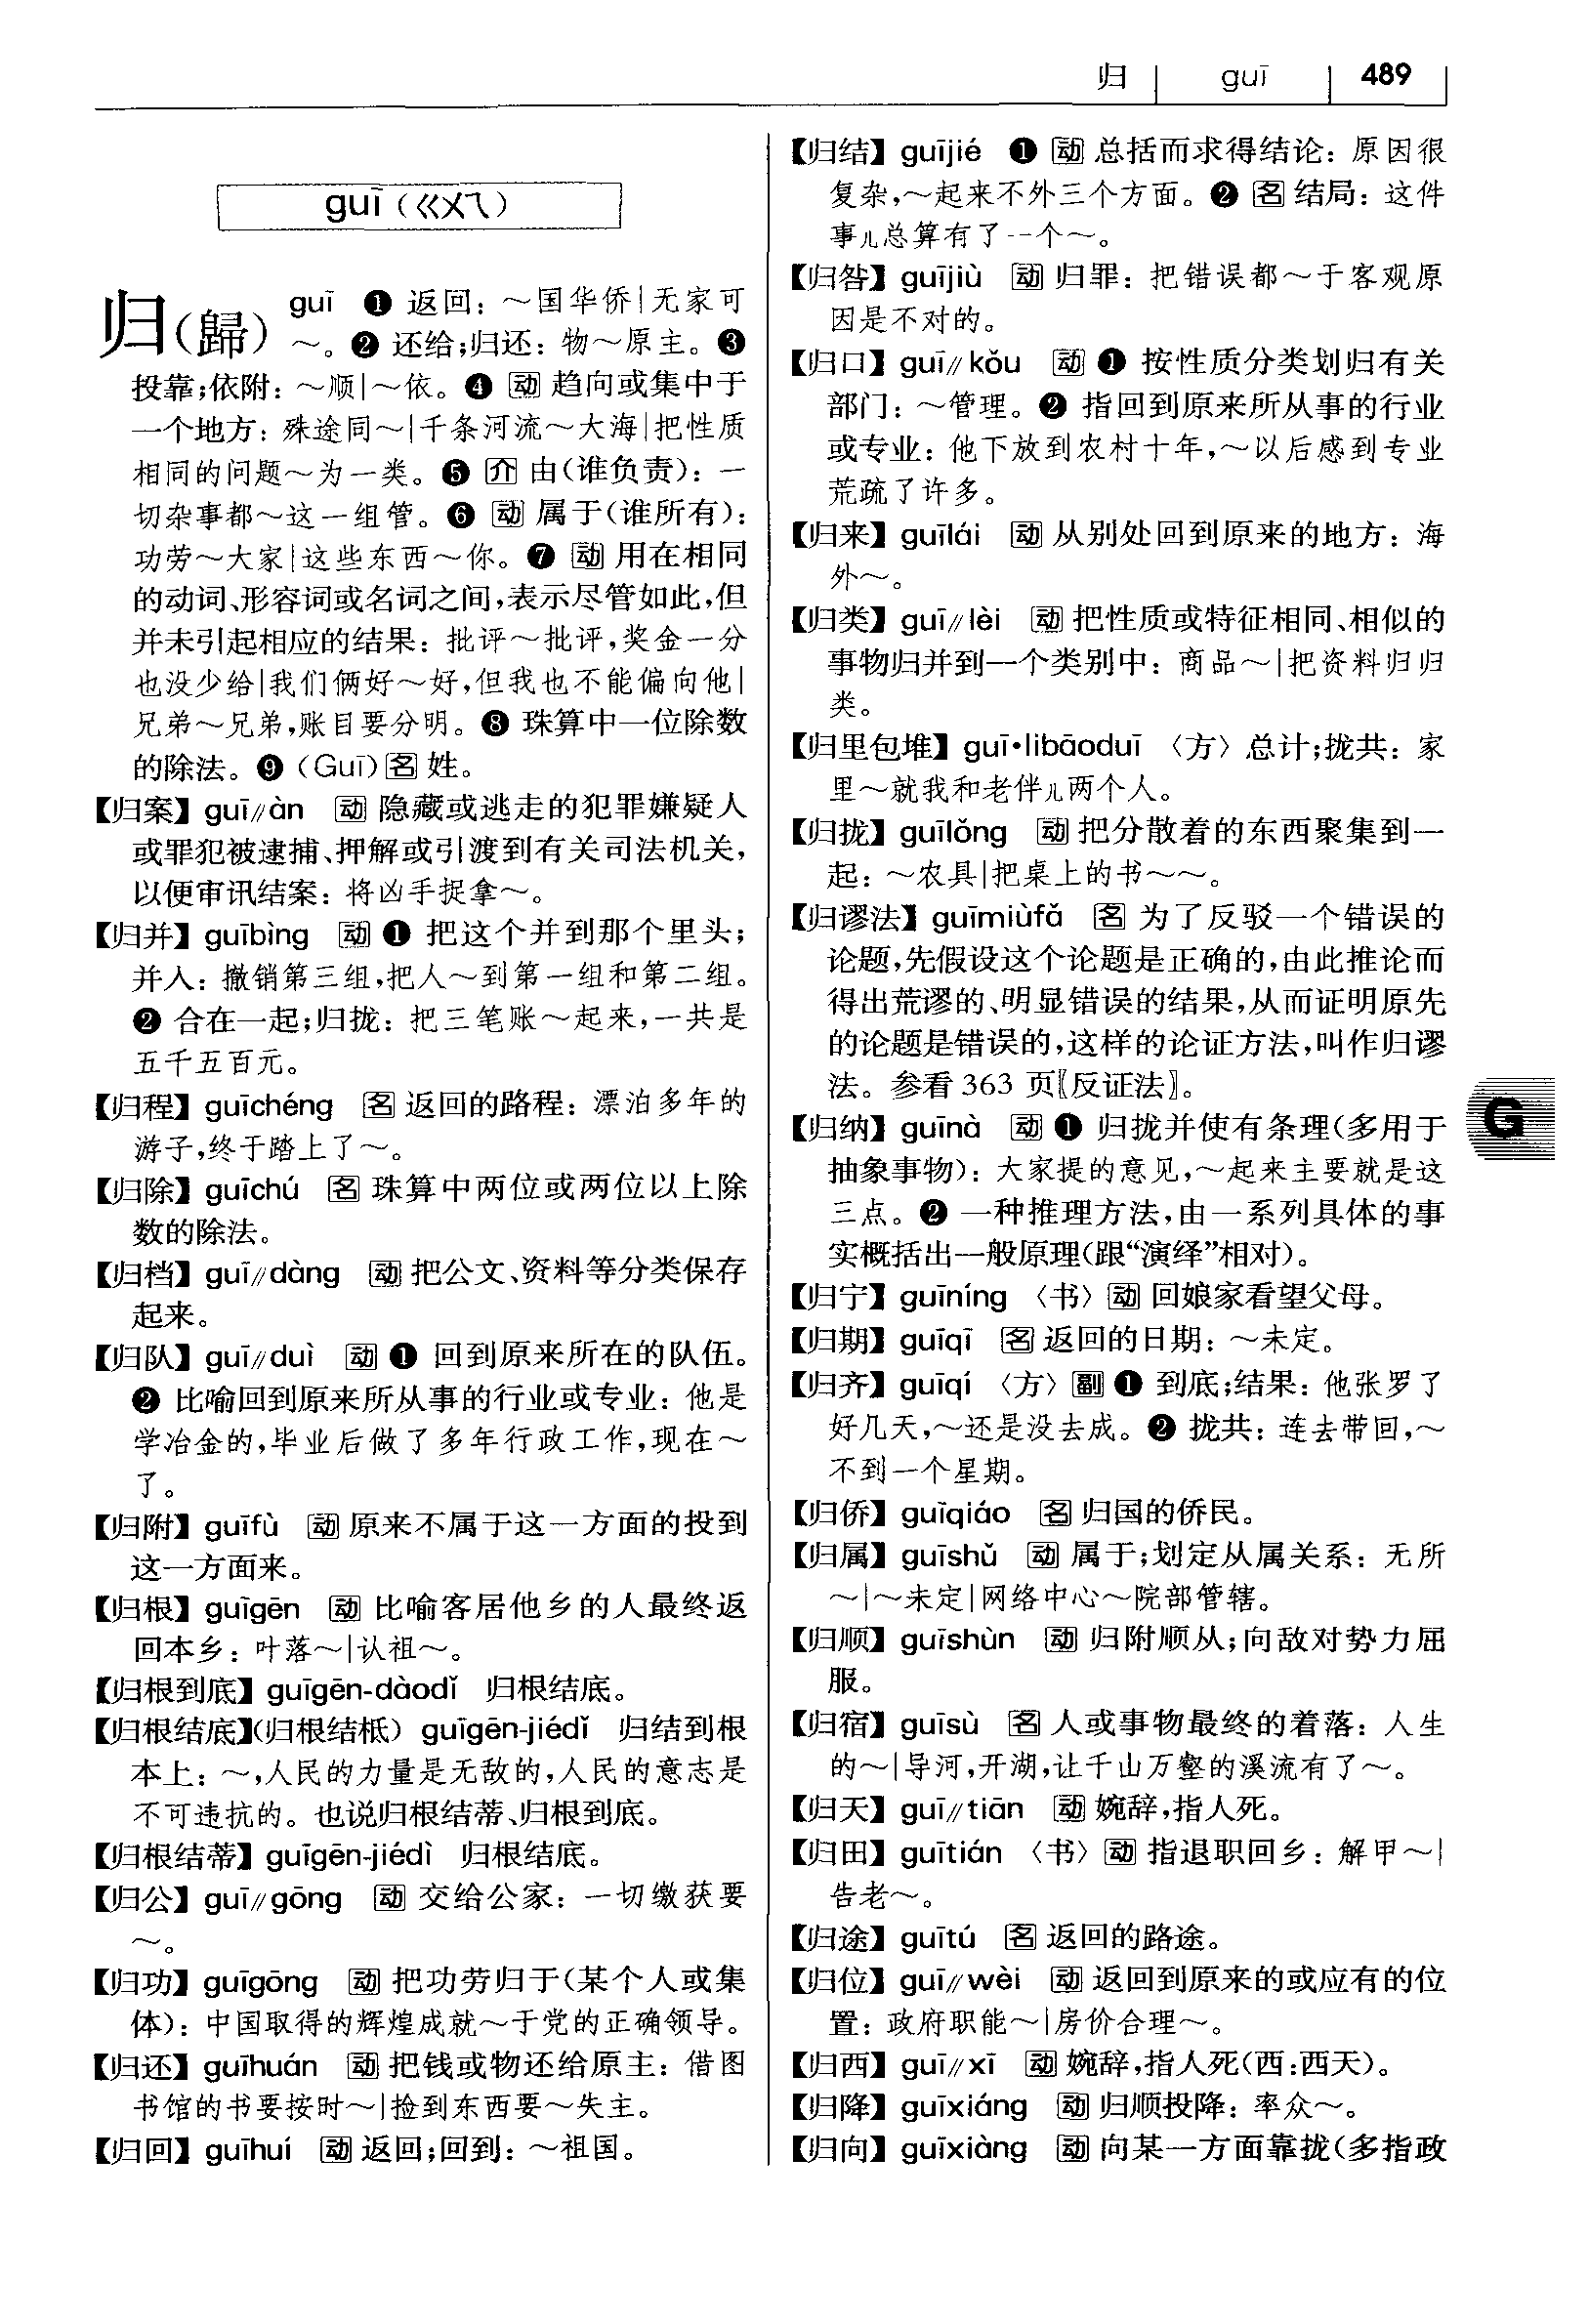 归 guī 489
guī（ㄍㄨㄟ）
归（歸） guī ❶ 返回：～国华侨|无家可
～。❷ 还给;归还：物～原主。❸
投靠;依附：～顺|～依。❹ 动 趋向或集中于
一个地方：殊途同～|千条河流～大海|把性质
相同的问题～为一类。❺ 介 由（谁负责）：一
切杂事都～这一组管。❻ 动 属于（谁所有）：
功劳～大家|这些东西～你。❼ 动 用在相同
的动词、形容词或名词之间，表示尽管如此，但
并未引起相应的结果：批评～批评，奖金一分
也没少给|我们俩好～好，但我也不能偏向他|
兄弟～兄弟，账目要分明。❽ 珠算中一位除数
的除法。❾（Guī）名 姓。
【归案】guī//àn 动 隐藏或逃走的犯罪嫌疑人
或罪犯被逮捕、押解或引渡到有关司法机关，
以便审讯结案：将凶手捉拿～。
【归并】guībìng 动 ❶ 把这个并到那个里头；
并入：撤销第三组，把人～到第一组和第二组。
❷ 合在一起;归拢：把三笔账～起来，一共是
五千五百元。
【归程】guīchéng 名 返回的路程：漂泊多年的
游子，终于踏上了～。
【归除】guīchú 名 珠算中两位或两位以上除
数的除法。
【归档】guī//dàng 动 把公文、资料等分类保存
起来。
【归队】guī//duì 动 ❶ 回到原来所在的队伍。
❷ 比喻回到原来所从事的行业或专业：他是
学冶金的，毕业后做了多年行政工作，现在～
了。
【归附】guīfù 动 原来不属于这一方面的投到
这一方面来。
【归根】guīgēn 动 比喻客居他乡的人最终返
回本乡：叶落～|认祖～。
【归根到底】guīgēn-dàodǐ 归根结底。
【归根结底】（归根结柢）guīgēn-jiédǐ 归结到根
本上：～，人民的力量是无敌的，人民的意志是
不可违抗的。也说归根结蒂、归根到底。
【归根结蒂】guīgēn-jiédì 归根结底。
【归公】guī//gōng 动 交给公家：一切缴获要
～。
【归功】guīgōng 动 把功劳归于（某个人或集
体）：中国取得的辉煌成就～于党的正确领导。
【归还】guīhuán 动 把钱或物还给原主：借图
书馆的书要按时～|捡到东西要～失主。
【归回】guīhuí 动 返回;回到：～祖国。
【归结】guījié ❶ 动 总括而求得结论：原因很
复杂，～起来不外三个方面。❷ 名 结局：这件
事儿总算有了一个～。
【归咎】guījiù 动 归罪：把错误都～于客观原
因是不对的。
【归口】guī//kǒu 动 ❶ 按性质分类划归有关
部门：～管理。❷ 指回到原来所从事的行业
或专业：他下放到农村十年，～以后感到专业
荒疏了许多。
【归来】guīlái 动 从别处回到原来的地方：海
外～。
【归类】guī//lèi 动 把性质或特征相同、相似的
事物归并到一个类别中：商品～|把资料归归
类。
【归里包堆】guī•libāoduī〈方〉总计;拢共：家
里～就我和老伴儿两个人。
【归拢】guīlǒng 动 把分散着的东西聚集到一
起：～农具|把桌上的书～～。
【归谬法】guīmiùfǎ 名 为了反驳一个错误的
论题，先假设这个论题是正确的，由此推论而
得出荒谬的、明显错误的结果，从而证明原先
的论题是错误的，这样的论证方法，叫作归谬
法。参看 363 页〖反证法〗。
【归纳】guīnà 动 ❶ 归拢并使有条理（多用于
抽象事物）：大家提的意见，～起来主要就是这
三点。❷ 一种推理方法，由一系列具体的事
实概括出一般原理（跟“演绎”相对）。
【归宁】guīníng〈书〉动 回娘家看望父母。
【归期】guīqī 名 返回的日期：～未定。
【归齐】guīqí〈方〉副 ❶ 到底;结果：他张罗了
好几天，～还是没去成。❷ 拢共：连去带回，～
不到一个星期。
【归侨】guīqiáo 名 归国的侨民。
【归属】guīshǔ 动 属于;划定从属关系：无所
～|～未定|网络中心～院部管辖。
【归顺】guīshùn 动 归附顺从;向敌对势力屈
服。
【归宿】guīsù 名 人或事物最终的着落：人生
的～|导河，开湖，让千山万壑的溪流有了～。
【归天】guī//tiān 动 婉辞，指人死。
【归田】guītián〈书〉动 指退职回乡：解甲～|
告老～。
【归途】guītú 名 返回的路途。
【归位】guī//wèi 动 返回到原来的或应有的位
置：政府职能～|房价合理～。
【归西】guī//xī 动 婉辞，指人死（西：西天）。
【归降】guīxiáng 动 归顺投降：率众～。
【归向】guīxiàng 动 向某一方面靠拢（多指政
G